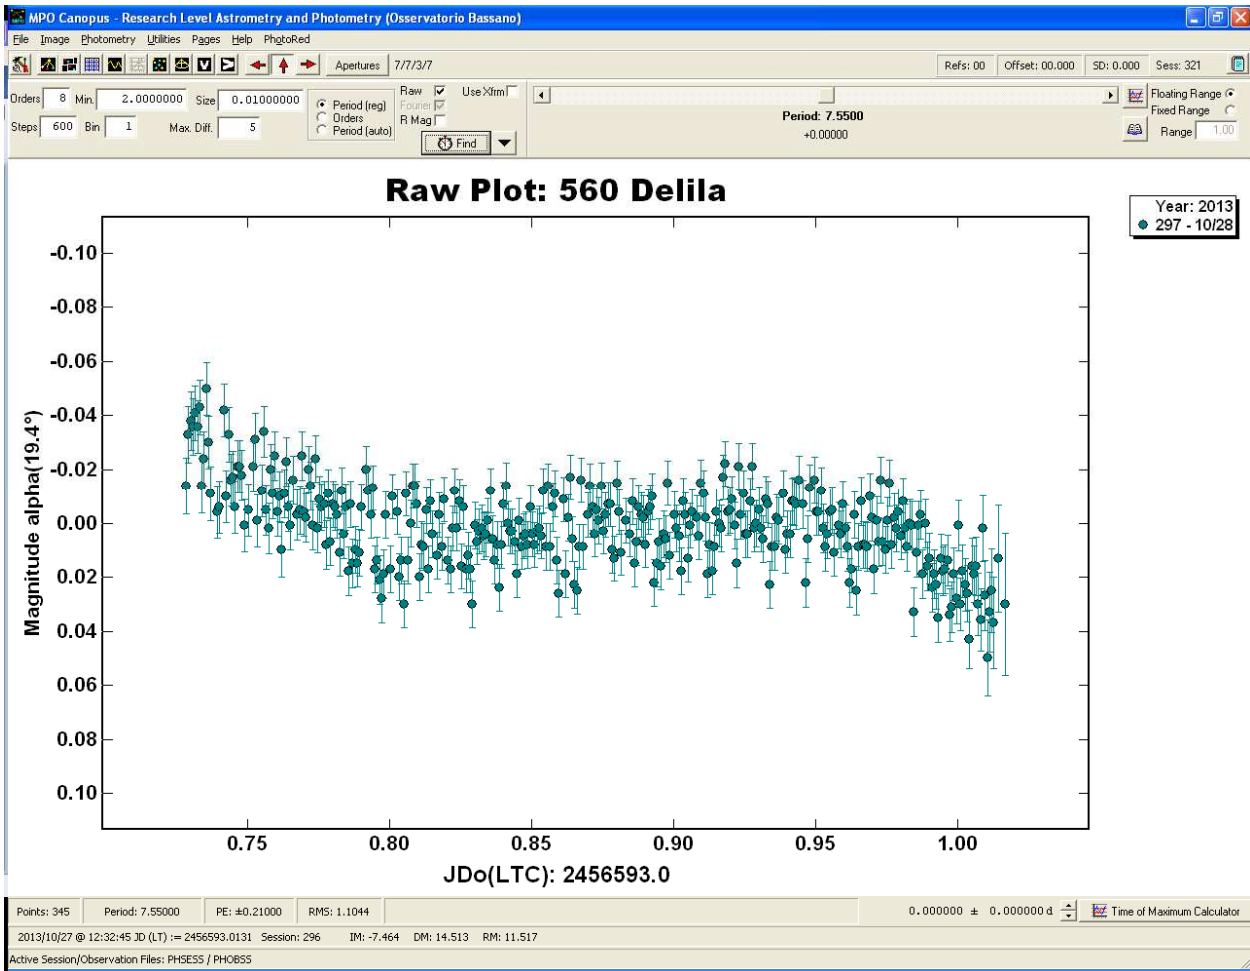 MPO Canopus - Research Level Astrometry and Photometry (Osservatorio Bassano)
File Image Photometry Utilities Pages Help PhotoRed
Apertures 7/7/3/7 Refs: 00 Offset: 00.000 SD: 0.000 Sess: 321
Orders 8 Min. 2.0000000 Size 0.01000000
Steps 600 Bin 1 Max. Diff. 5
Period (reg)
Orders
Period (auto)
Raw Use Xfrm
Fourier
R Mag
Find
Period: 7.5500
+0.00000
Floating Range
Fixed Range
Range 1.00
Raw Plot: 560 Delila
Year: 2013
297 - 10/28
Magnitude alpha(19.4°)
-0.10
-0.08
-0.06
-0.04
-0.02
0.00
0.02
0.04
0.06
0.08
0.10
0.75 0.80 0.85 0.90 0.95 1.00
JDo(LTC): 2456593.0
Points: 345 Period: 7.55000 PE: ±0.21000 RMS: 1.1044 0.000000 ± 0.000000 d Time of Maximum Calculator
2013/10/27 @ 12:32:45 JD (LT) := 2456593.0131 Session: 296 IM: -7.464 DM: 14.513 RM: 11.517
Active Session/Observation Files: PHSESS / PHOBSS